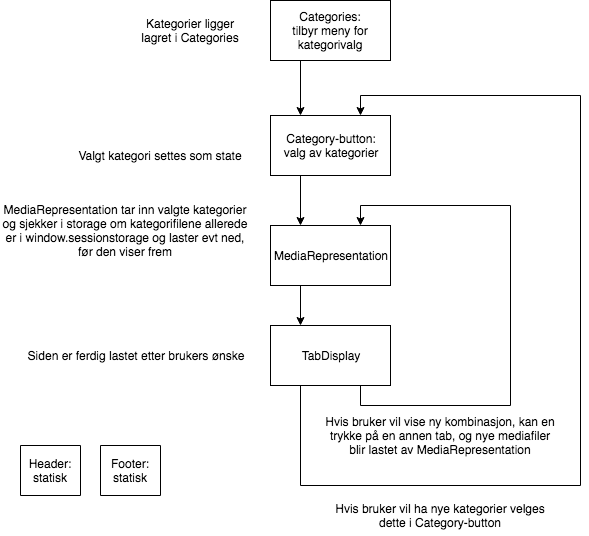 Kategorier ligger
lagret i Categories
Categories:
tilbyr meny for
kategorivalg
Category-button:
valg av kategorier
Valgt kategori settes som state
MediaRepresentation tar inn valgte kategorier
og sjekker i storage om kategorifilene allerede
er i window.sessionstorage og laster evt ned,
før den viser frem
MediaRepresentation
Siden er ferdig lastet etter brukers ønske
TabDisplay
Hvis bruker vil vise ny kombinasjon, kan en
trykke på en annen tab, og nye mediafiler
blir lastet av MediaRepresentation
Header:
statisk
Footer:
statisk
Hvis bruker vil ha nye kategorier velges
dette i Category-button